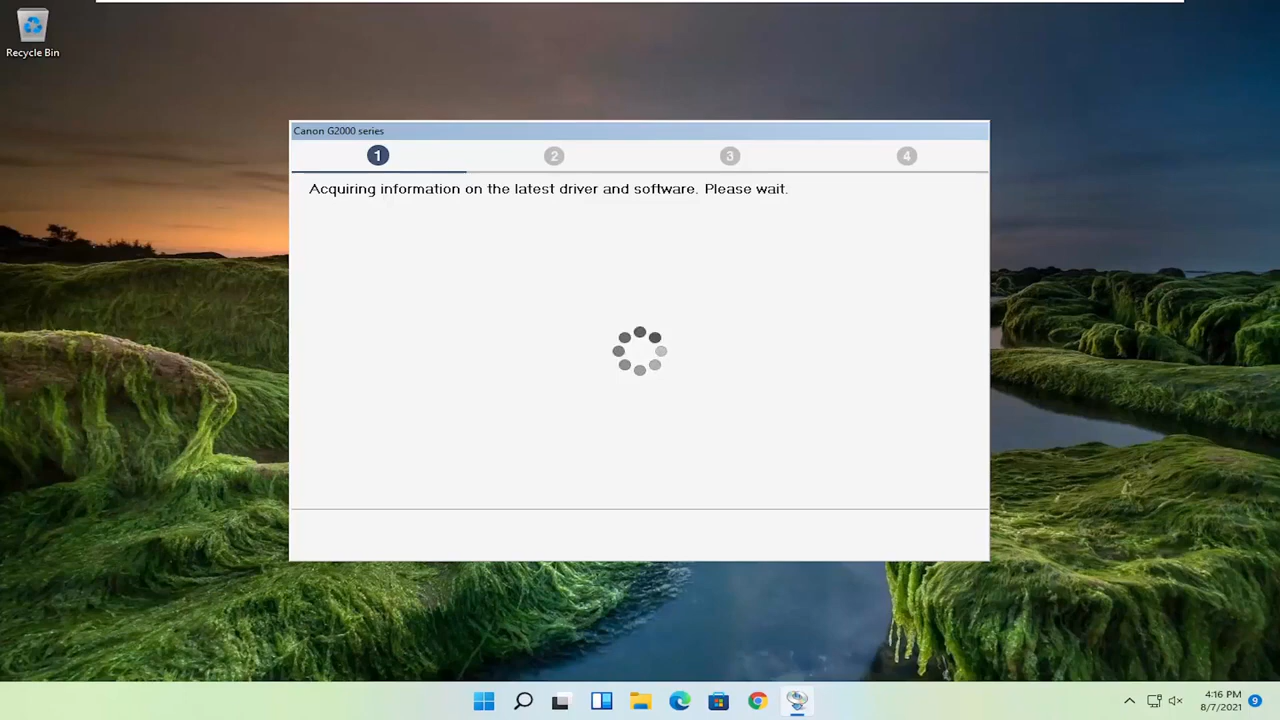 Recycle Bin
Canon G2000 series
1
2
3
4
Acquiring information on the latest driver and software. Please wait.
4:16 PM
8/7/2021
9